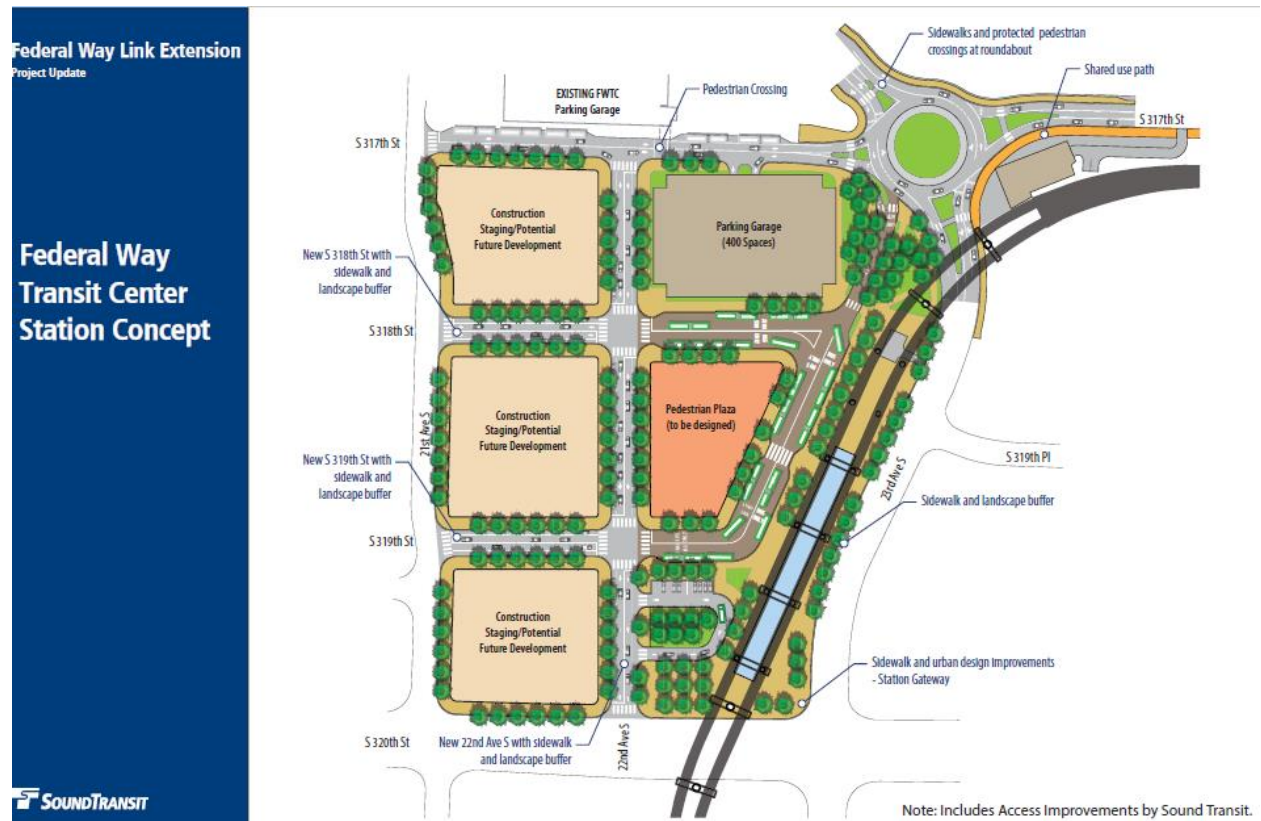 Federal Way Link Extension
Project Update
Federal Way
Transit Center
Station Concept
SOUNDTRANSIT
Sidewalks and protected pedestrian
crossings at roundabout
Shared use path
EXISTING FWTC
Parking Garage
Pedestrian Crossing
S 317th St
S 317th St
Construction
Staging/Potential
Future Development
Parking Garage
(400 Spaces)
New S 318th St with
sidewalk and
landscape buffer
S 318th St
21st Ave S
Construction
Staging/Potential
Future Development
Pedestrian Plaza
(to be designed)
S 319th Pl
23rd Ave S
New S 319th St with
sidewalk and
landscape buffer
Sidewalk and landscape buffer
S 319th St
Construction
Staging/Potential
Future Development
Sidewalk and urban design improvements
- Station Gateway
S 320th St
New 22nd Ave S with sidewalk
and landscape buffer
22nd Ave S
Note: Includes Access Improvements by Sound Transit.